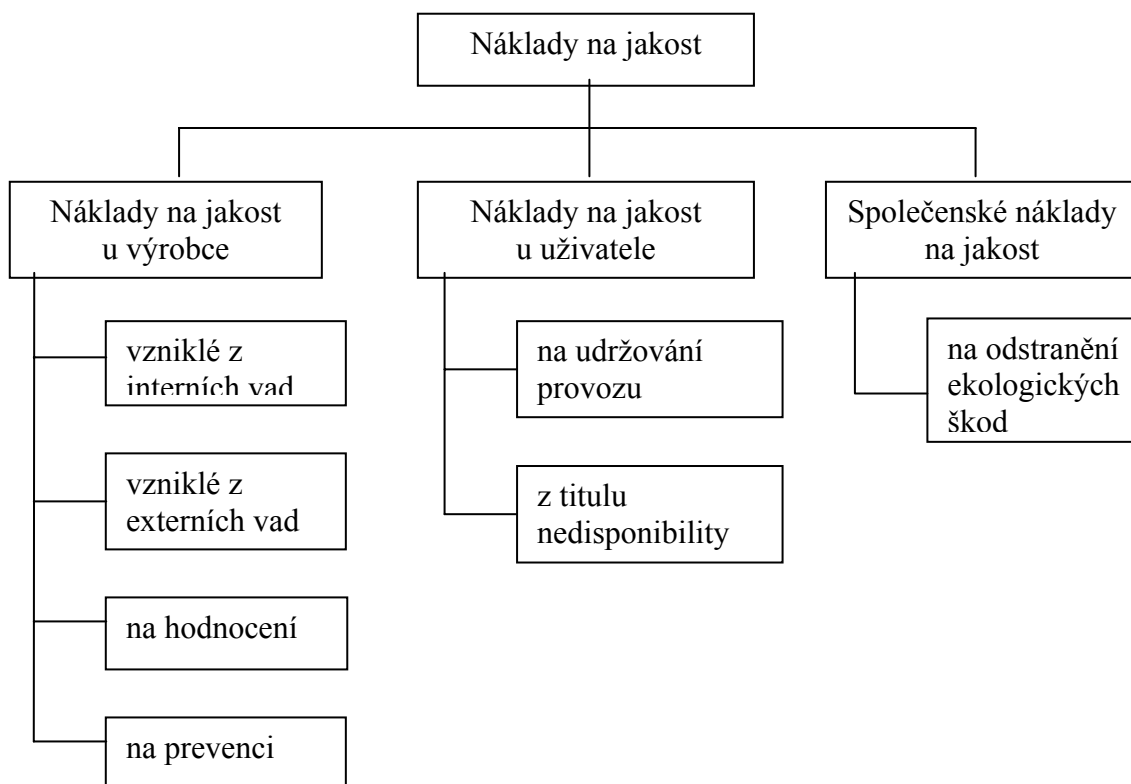 Náklady na jakost
Náklady na jakost
u výrobce
Náklady na jakost
u uživatele
Společenské náklady
na jakost
vzniklé z
interních vad
vzniklé z
externích vad
na hodnocení
na prevenci
na udržování
provozu
z titulu
nedisponibility
na odstranění
ekologických
škod